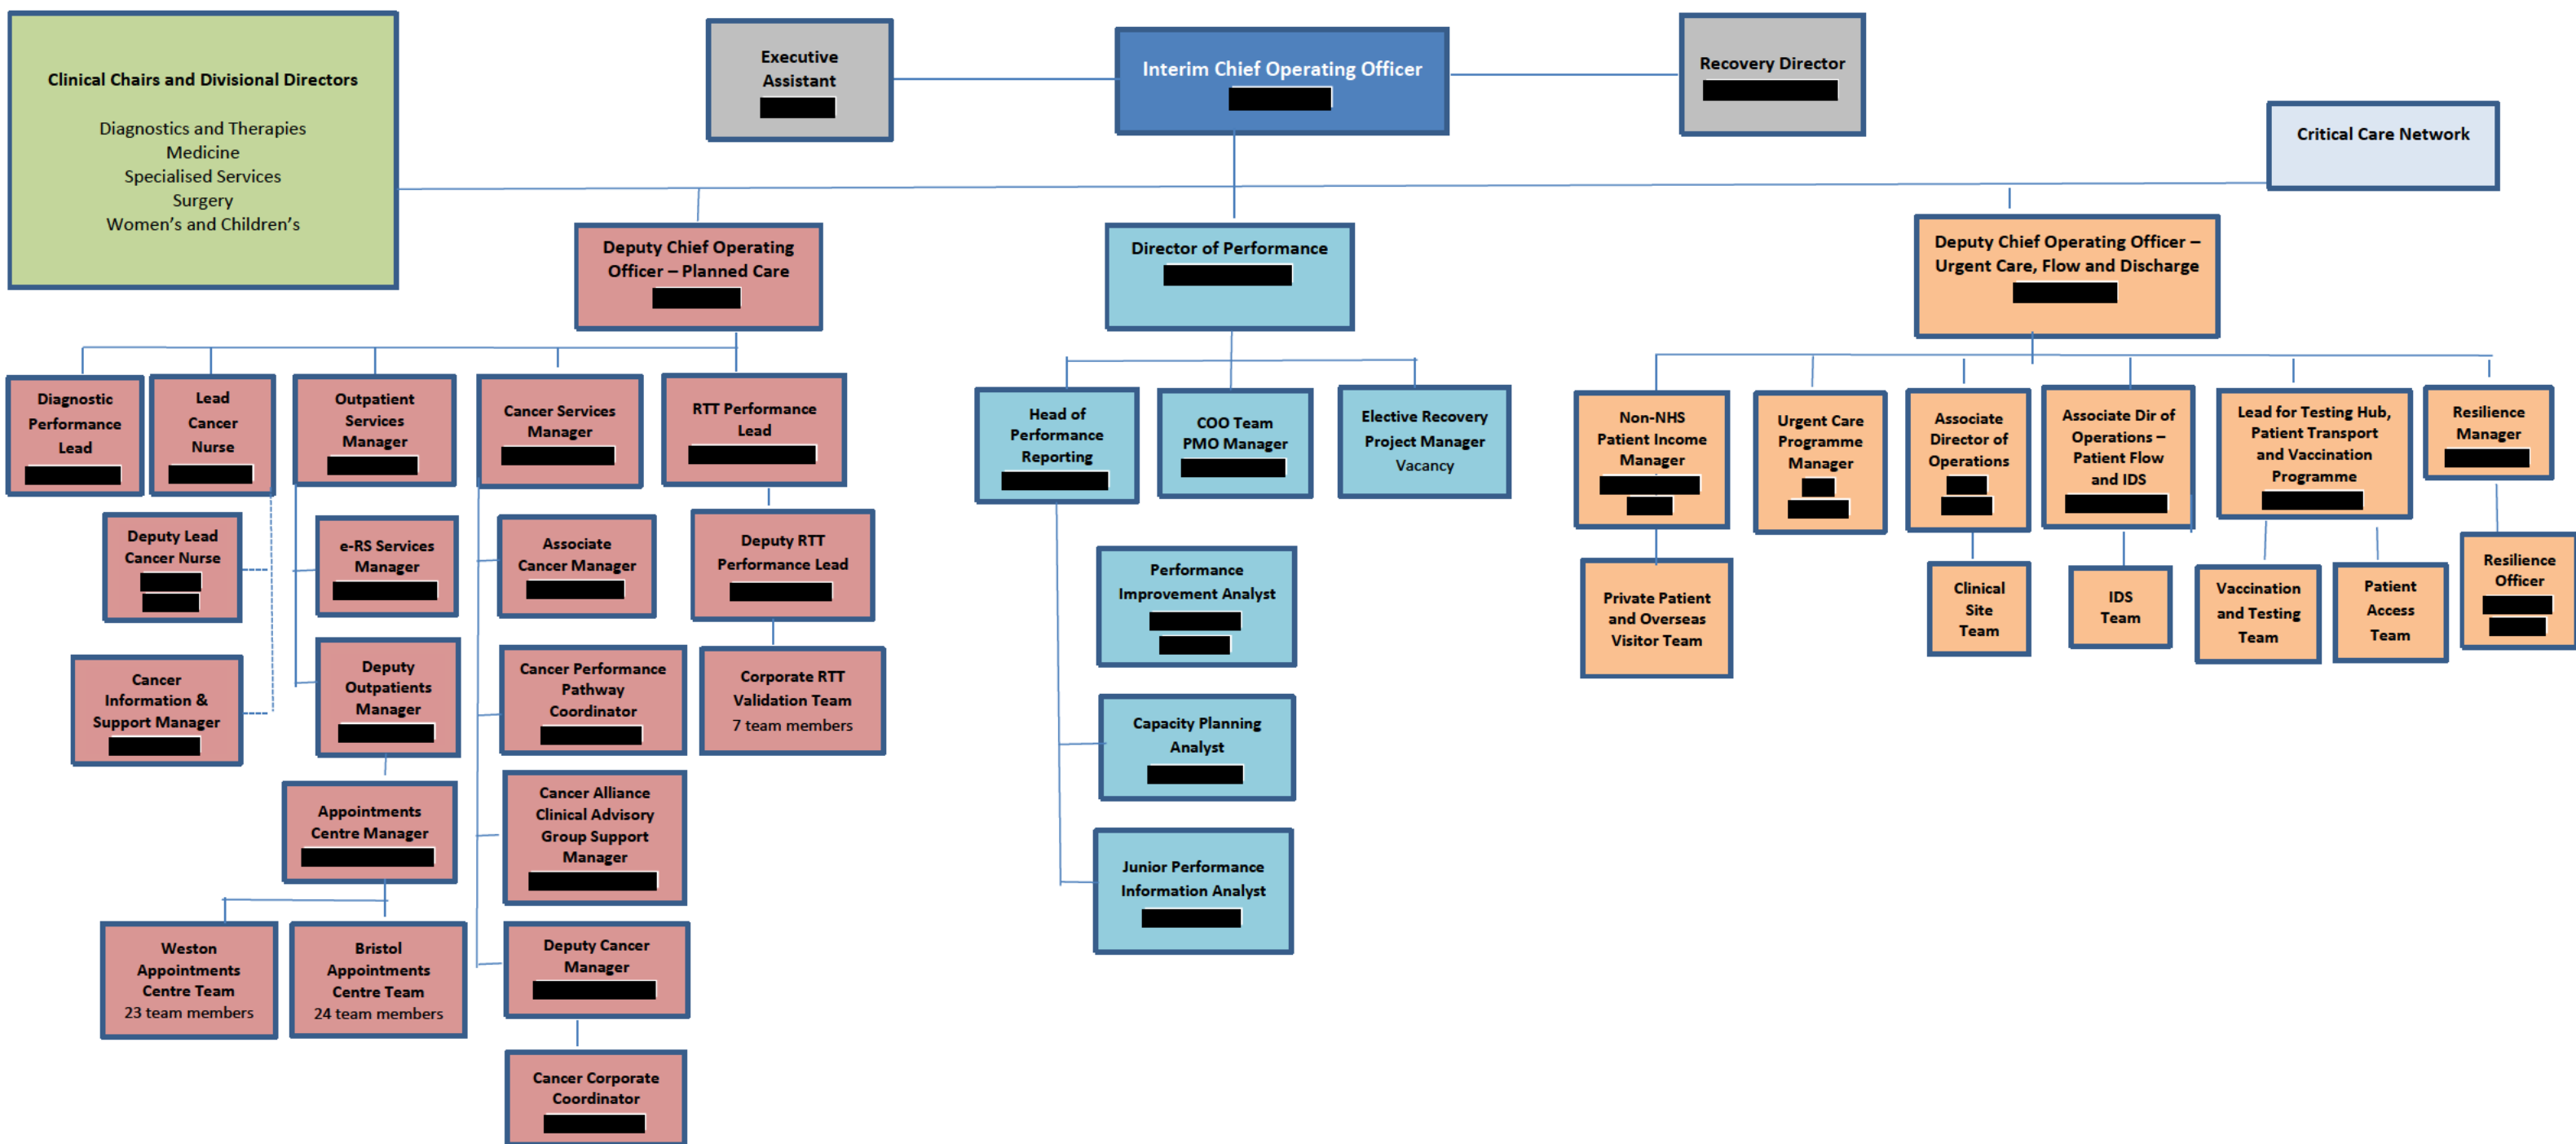 Clinical Chairs and Divisional Directors
Diagnostics and Therapies
Medicine
Specialised Services
Surgery
Women’s and Children’s
Executive
Assistant
Interim Chief Operating Officer
Recovery Director
Critical Care Network
Deputy Chief Operating
Officer – Planned Care
Director of Performance
Deputy Chief Operating Officer –
Urgent Care, Flow and Discharge
Diagnostic
Performance
Lead
Lead
Cancer
Nurse
Outpatient
Services
Manager
Cancer Services
Manager
RTT Performance
Lead
Deputy Lead
Cancer Nurse
Cancer
Information &
Support Manager
e-RS Services
Manager
Deputy
Outpatients
Manager
Appointments
Centre Manager
Weston
Appointments
Centre Team
23 team members
Bristol
Appointments
Centre Team
24 team members
Associate
Cancer Manager
Cancer Performance
Pathway
Coordinator
Cancer Alliance
Clinical Advisory
Group Support
Manager
Deputy Cancer
Manager
Cancer Corporate
Coordinator
Deputy RTT
Performance Lead
Corporate RTT
Validation Team
7 team members
Head of
Performance
Reporting
COO Team
PMO Manager
Elective Recovery
Project Manager
Vacancy
Performance
Improvement Analyst
Capacity Planning
Analyst
Junior Performance
Information Analyst
Non-NHS
Patient Income
Manager
Urgent Care
Programme
Manager
Associate
Director of
Operations
Associate Dir of
Operations –
Patient Flow
and IDS
Lead for Testing Hub,
Patient Transport
and Vaccination
Programme
Resilience
Manager
Private Patient
and Overseas
Visitor Team
Clinical
Site
Team
IDS
Team
Vaccination
and Testing
Team
Patient
Access
Team
Resilience
Officer